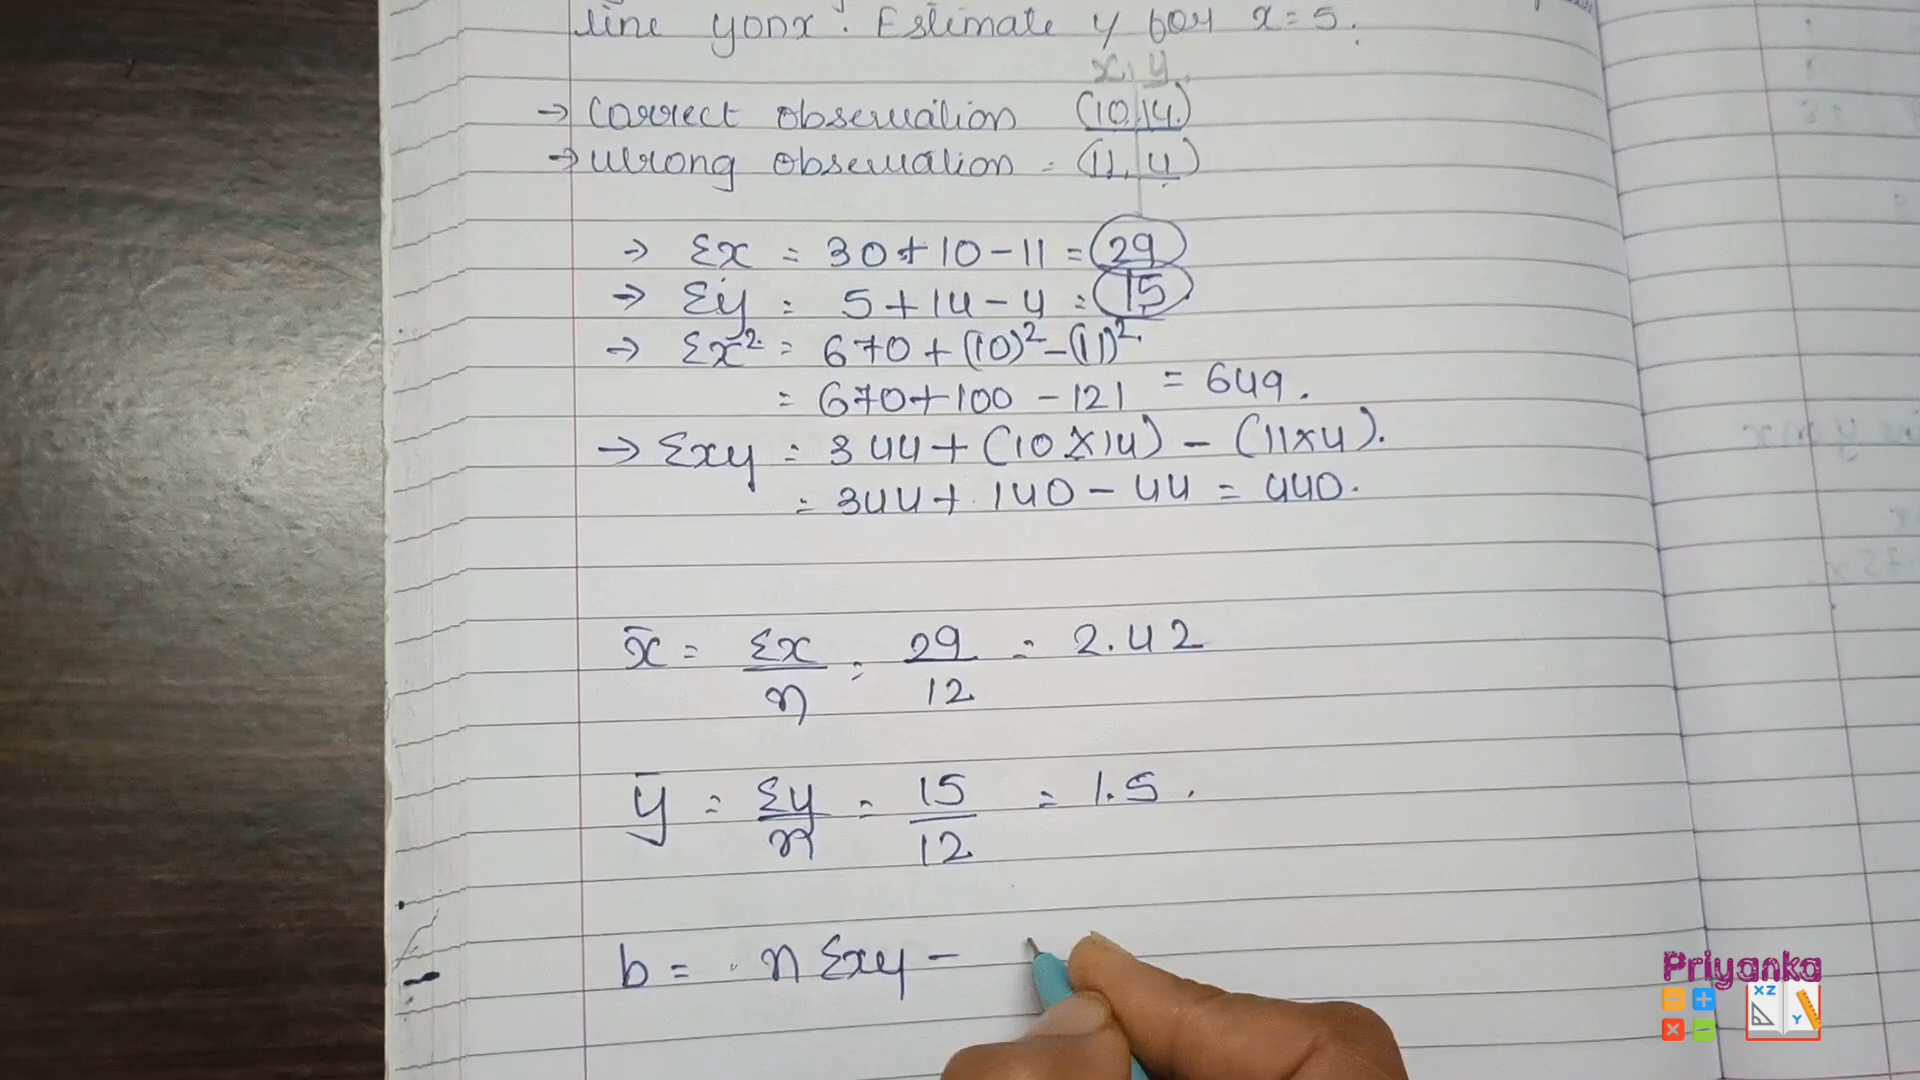 line y on x. Estimate y for x = 5.
x, y
→ Correct observation (10, 14)
→ Wrong observation = (11, 4)
→ Σx = 30 + 10 - 11 = 29
→ Σy = 5 + 14 - 4 = 15
→ Σx² = 670 + (10)² - (11)²
= 670 + 100 - 121 = 649.
→ Σxy = 344 + (10 × 14) - (11 × 4).
= 344 + 140 - 44 = 440.
x̄ = Σx/n = 29/12 = 2.42
ȳ = Σy/n = 15/12 = 1.5.
b = n Σxy -
Priyanka
XZ
Y